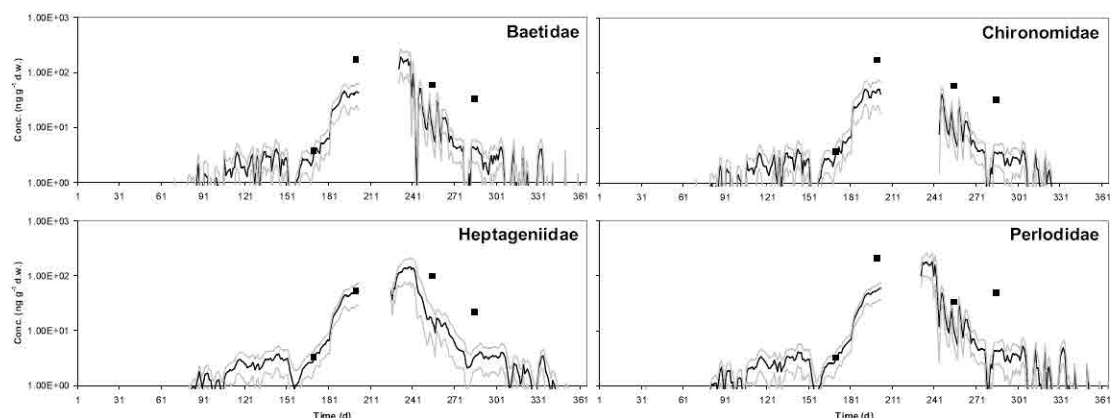 1.00E+03
Baetidae
Chironomidae
Conc. (ng g⁻¹ d.w.)
1.00E+02
1.00E+01
1.00E+00
1 31 61 91 121 151 181 211 241 271 301 331 361
1 31 61 91 121 151 181 211 241 271 301 331 361
1.00E+03
Heptageniidae
Perlodidae
Conc. (ng g⁻¹ d.w.)
1.00E+02
1.00E+01
1.00E+00
1 31 61 91 121 151 181 211 241 271 301 331 361
1 31 61 91 121 151 181 211 241 271 301 331 361
Time (d)
Time (d)